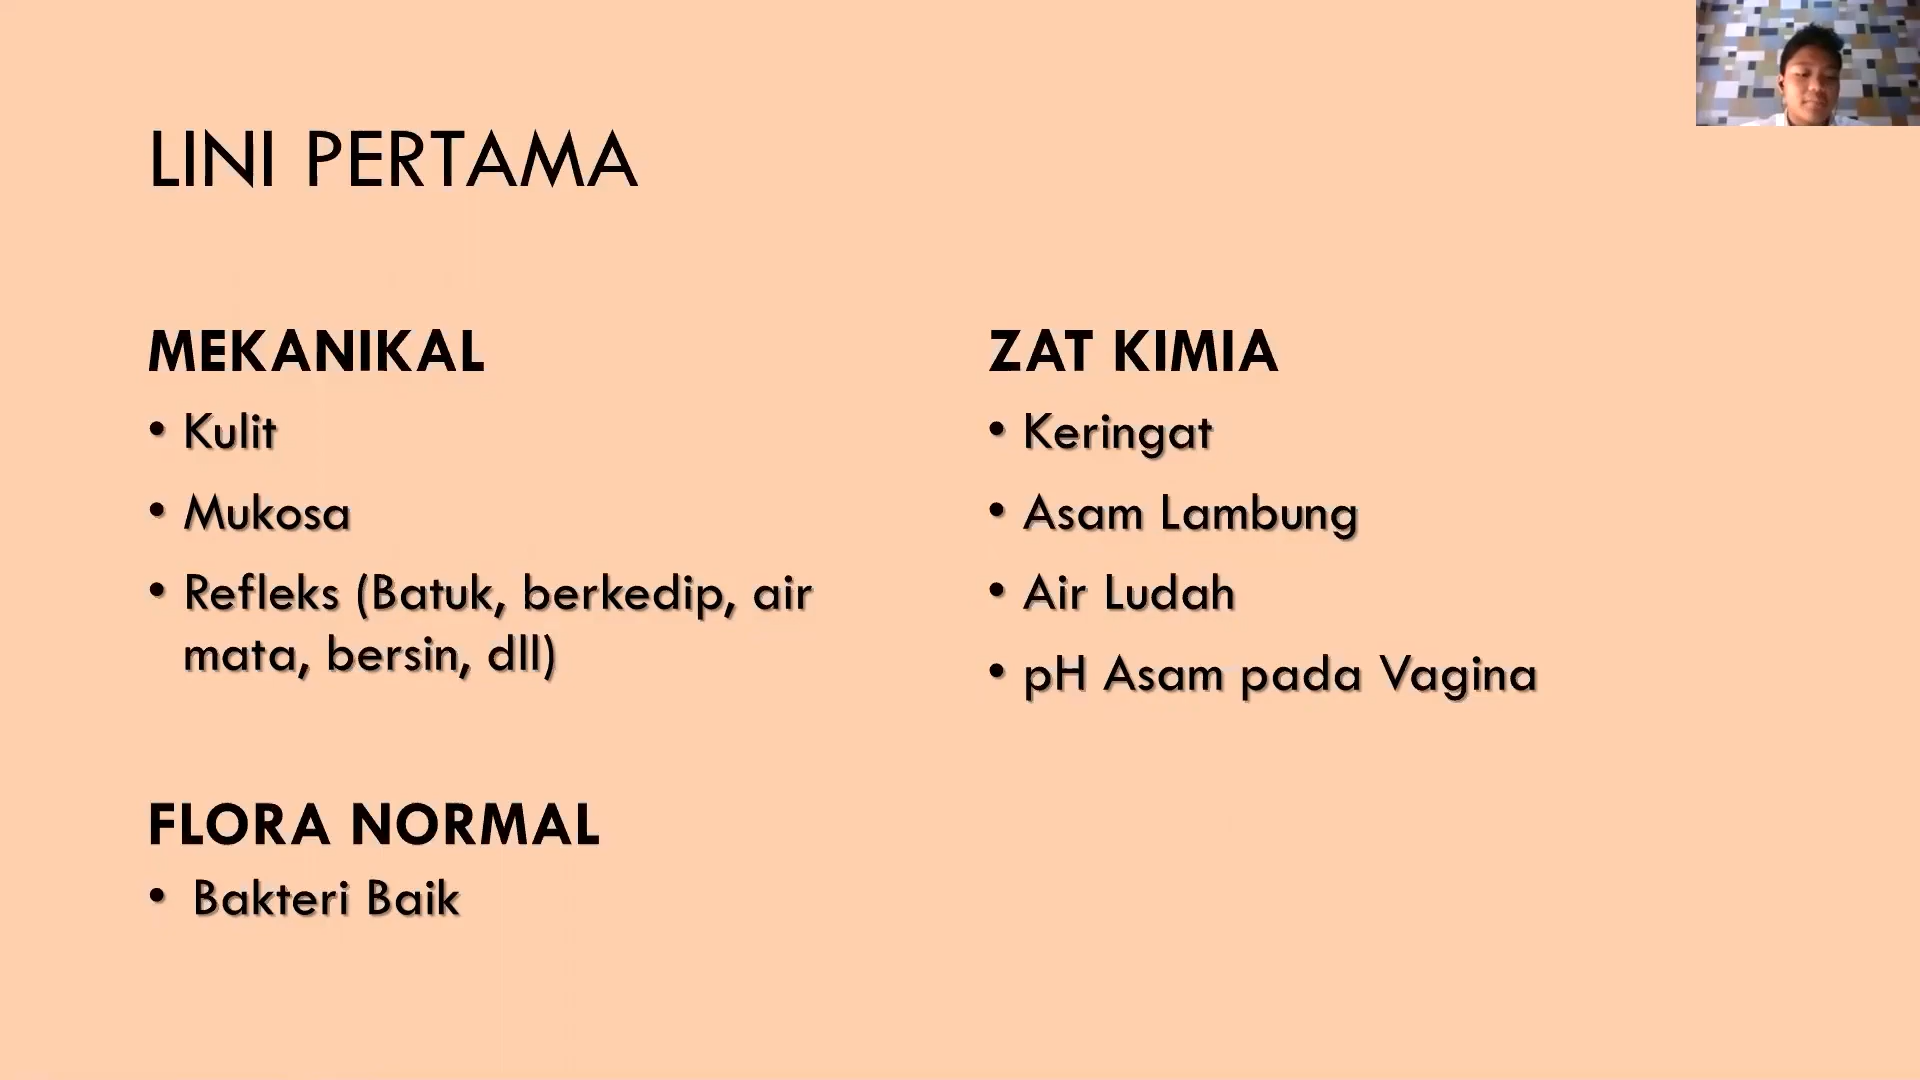 LINI PERTAMA
MEKANIKAL
• Kulit
• Mukosa
• Refleks (Batuk, berkedip, air
mata, bersin, dll)
ZAT KIMIA
• Keringat
• Asam Lambung
• Air Ludah
• pH Asam pada Vagina
FLORA NORMAL
• Bakteri Baik